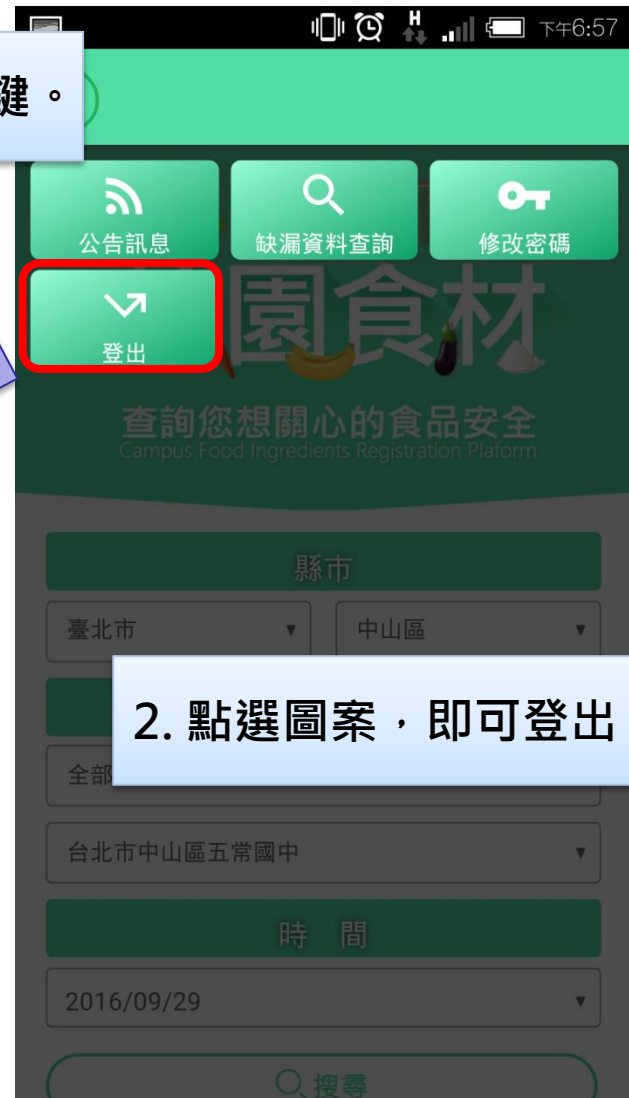 H
下午6:57
鍵。
公告訊息 缺漏資料查詢 修改密碼
登出
園食材
查詢您想關心的食品安全
Campus Food Ingredients Registration Plaform
縣市
臺北市 中山區
2. 點選圖案,即可登出
全部
台北市中山區五常國中
時 間
2016/09/29
搜尋